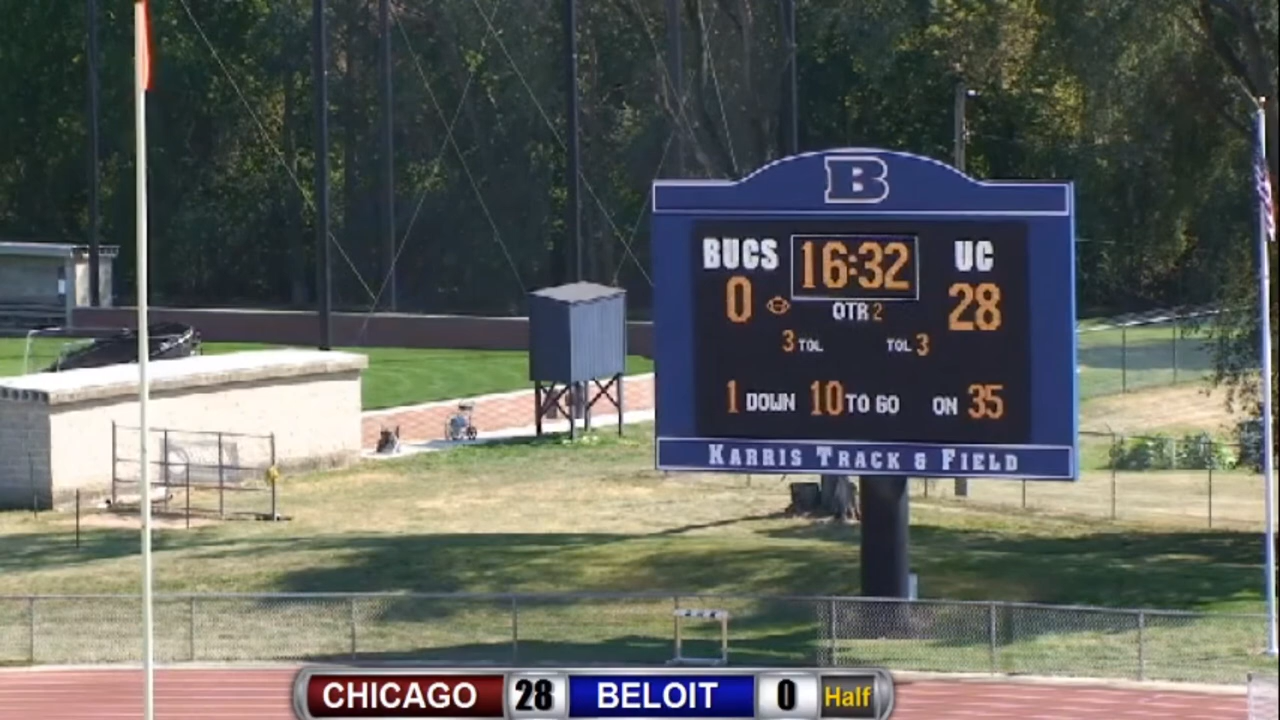 B
BUCS 16:32 UC
0 QTR 2 28
3 TOL TOL 3
1 DOWN 10 TO GO ON 35
KARRIS TRACK & FIELD
CHICAGO 28 BELOIT 0 Half